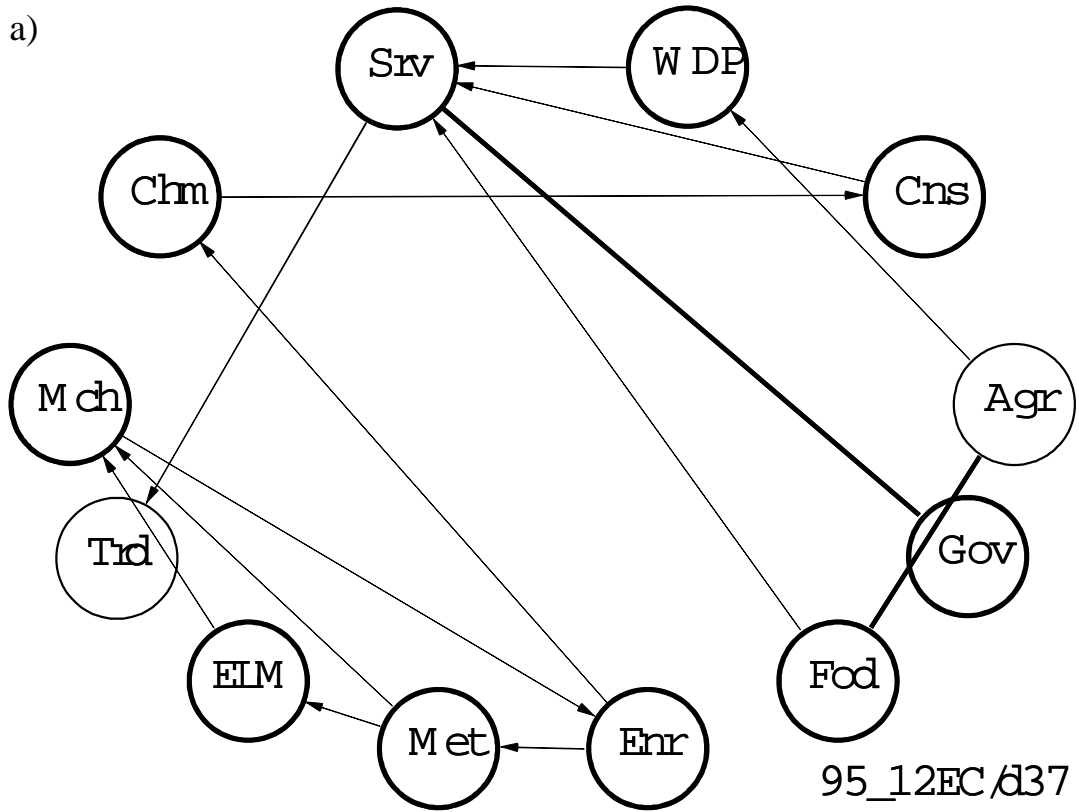 a)
Srv
WDP
Chm
Cns
Mch
Agr
Trd
Gov
ElM
Fod
Met
Enr
95_12EC/d37